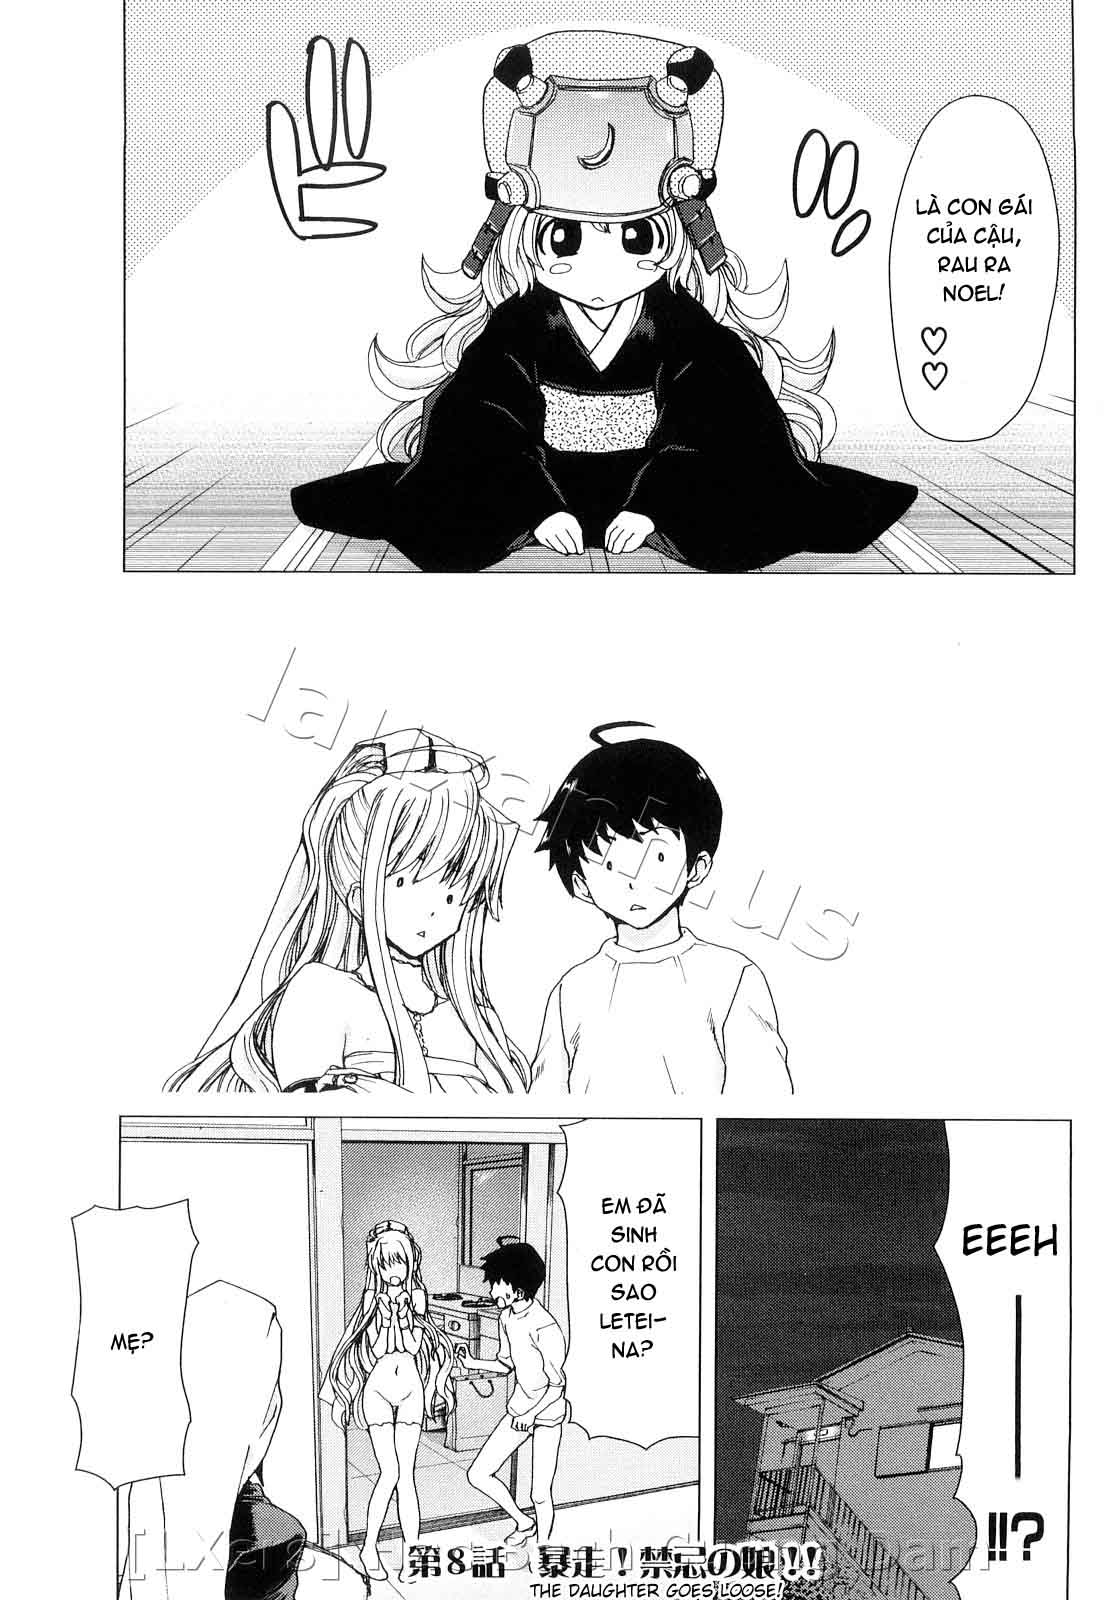 LÀ CON GÁI
CỦA CẬU,
RAU RA
NOEL!
EEEH
!!?
EM ĐÃ
SINH
CON RỒI
SAO
LETEI-
NA?
MẸ?
第8話 暴走!禁忌の娘!!
THE DAUGHTER GOES LOOSE!